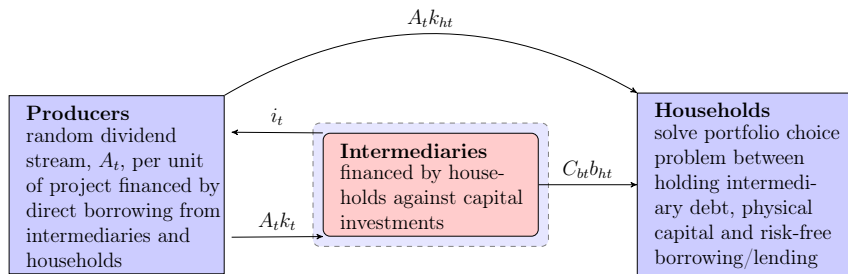 A_t k_{ht}
Producers
random dividend
stream, A_t, per unit
of project financed by
direct borrowing from
intermediaries and
households
i_t
A_t k_t
Intermediaries
financed by house-
holds against capital
investments
C_{bt} b_{ht}
Households
solve portfolio choice
problem between
holding intermedi-
ary debt, physical
capital and risk-free
borrowing/lending